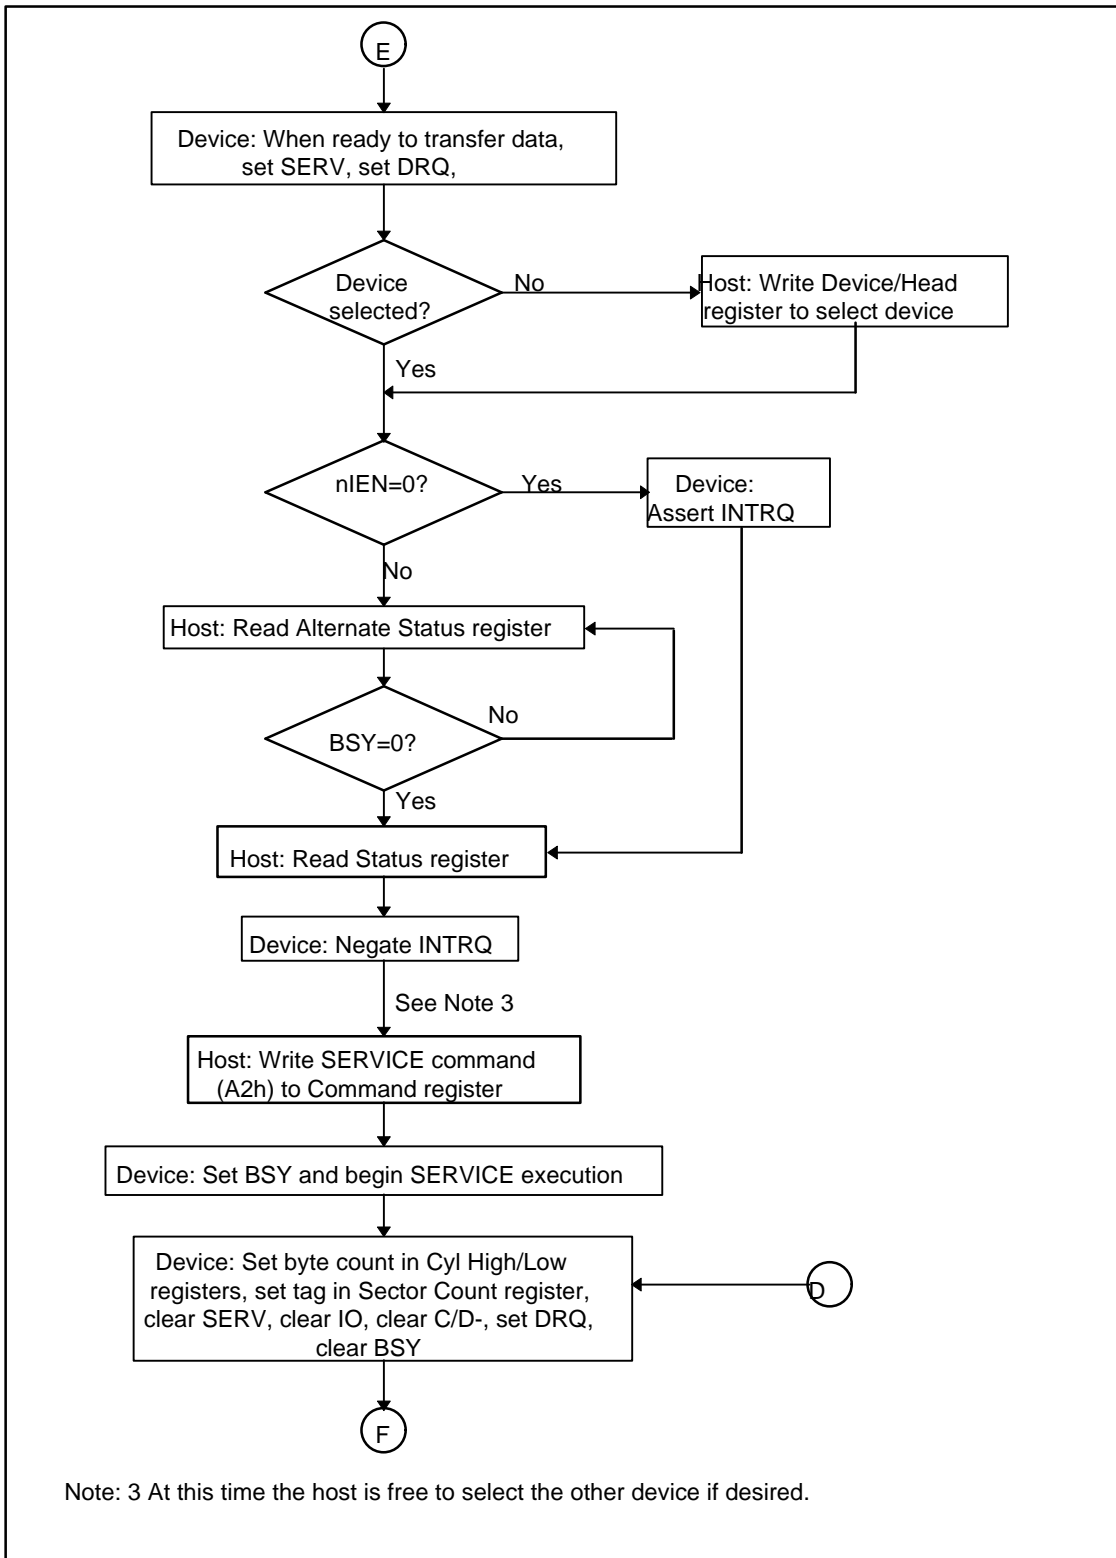 E
Device: When ready to transfer data,
set SERV, set DRQ,
Device
selected?
No
Host: Write Device/Head
register to select device
Yes
nIEN=0?
Yes
Device:
Assert INTRQ
No
Host: Read Alternate Status register
BSY=0?
No
Yes
Host: Read Status register
Device: Negate INTRQ
See Note 3
Host: Write SERVICE command
(A2h) to Command register
Device: Set BSY and begin SERVICE execution
Device: Set byte count in Cyl High/Low
registers, set tag in Sector Count register,
clear SERV, clear IO, clear C/D-, set DRQ,
clear BSY
D
F
Note: 3 At this time the host is free to select the other device if desired.